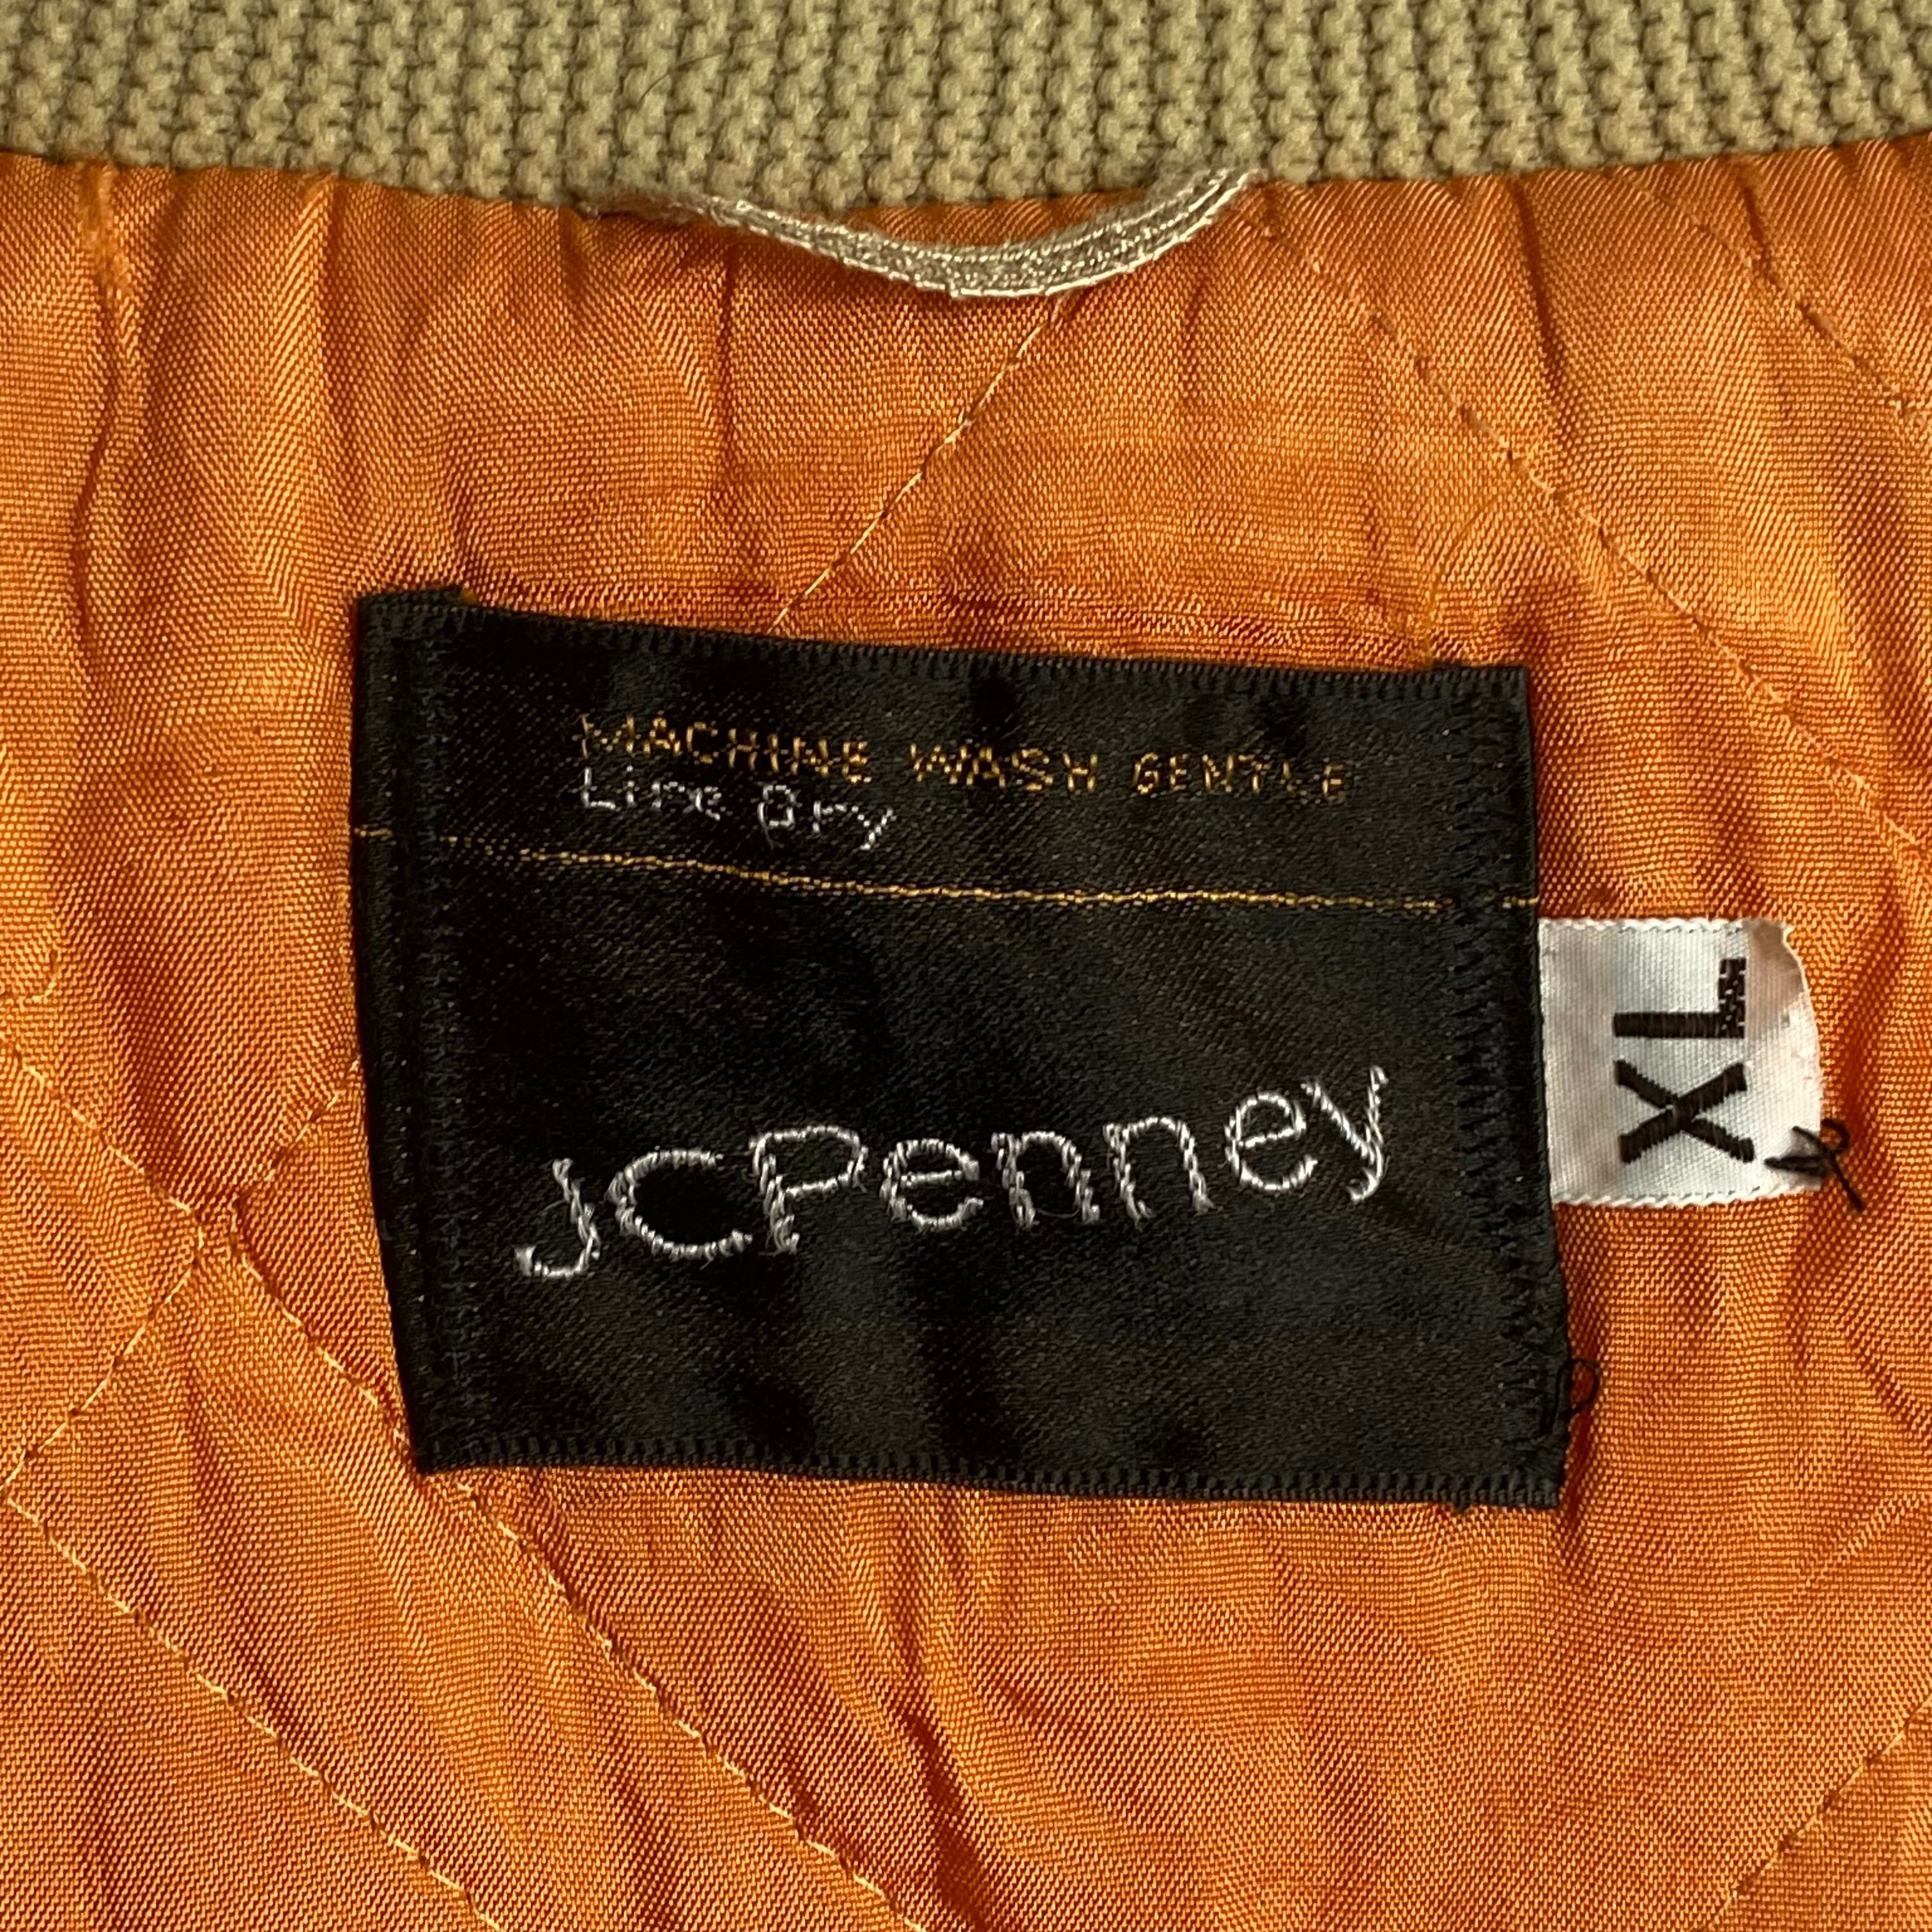 MACHINE WASH GENTLE
Line Dry
JCPenney
XL